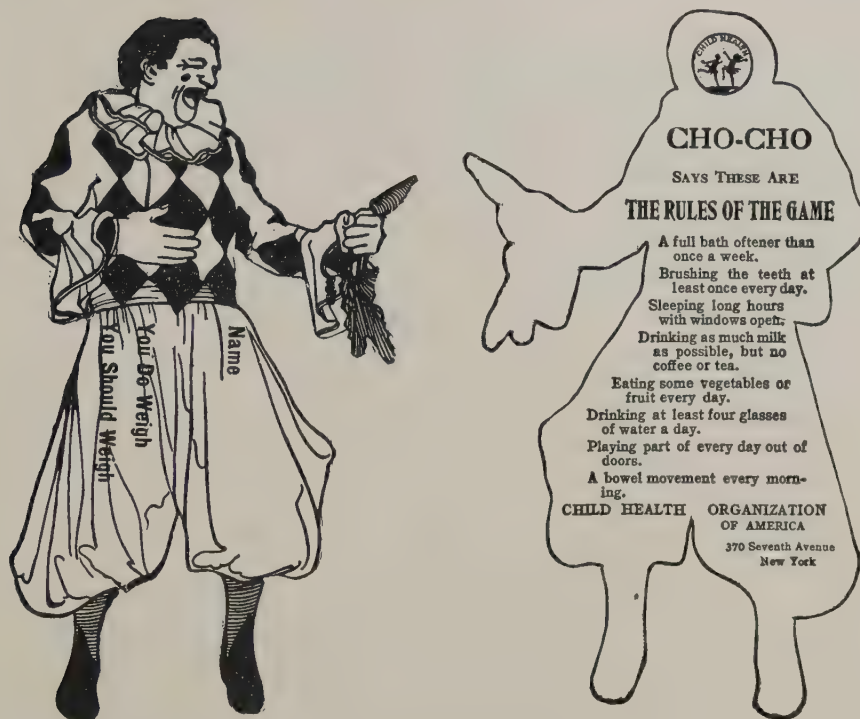 Name
You Do Weigh
You Should Weigh
CHILD HEALTH
CHO-CHO
SAYS THESE ARE
THE RULES OF THE GAME
A full bath oftener than
once a week.
Brushing the teeth at
least once every day.
Sleeping long hours
with windows open.
Drinking as much milk
as possible, but no
coffee or tea.
Eating some vegetables or
fruit every day.
Drinking at least four glasses
of water a day.
Playing part of every day out of
doors.
A bowel movement every morn-
ing.
CHILD HEALTH ORGANIZATION
OF AMERICA
370 Seventh Avenue
New York